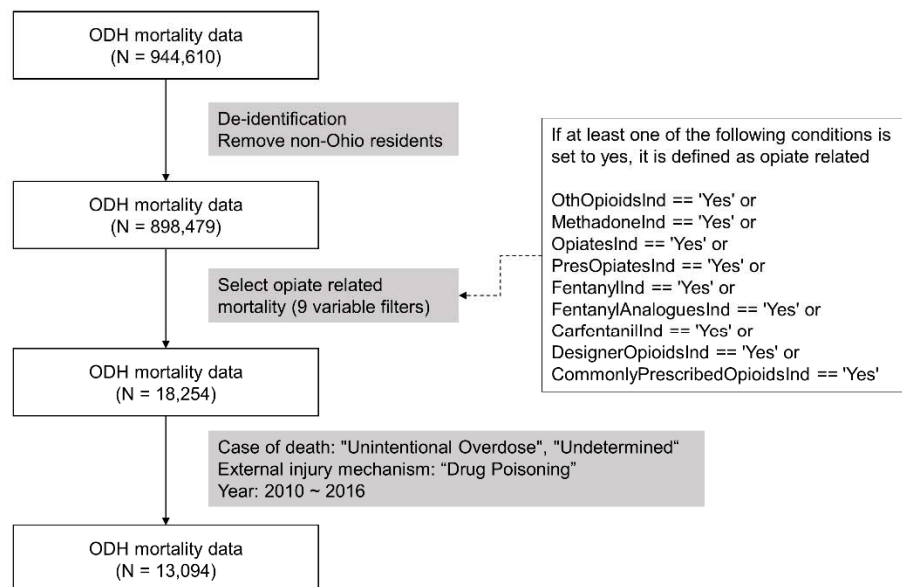 ODH mortality data
(N = 944,610)
De-identification
Remove non-Ohio residents
ODH mortality data
(N = 898,479)
Select opiate related
mortality (9 variable filters)
If at least one of the following conditions is
set to yes, it is defined as opiate related
OthOpioidsInd == 'Yes' or
MethadoneInd == 'Yes' or
OpiatesInd == 'Yes' or
PresOpiatesInd == 'Yes' or
FentanylInd == 'Yes' or
FentanylAnaloguesInd == 'Yes' or
CarfentanilInd == 'Yes' or
DesignerOpioidsInd == 'Yes' or
CommonlyPrescribedOpioidsInd == 'Yes'
ODH mortality data
(N = 18,254)
Case of death: "Unintentional Overdose", "Undetermined“
External injury mechanism: “Drug Poisoning”
Year: 2010 ~ 2016
ODH mortality data
(N = 13,094)